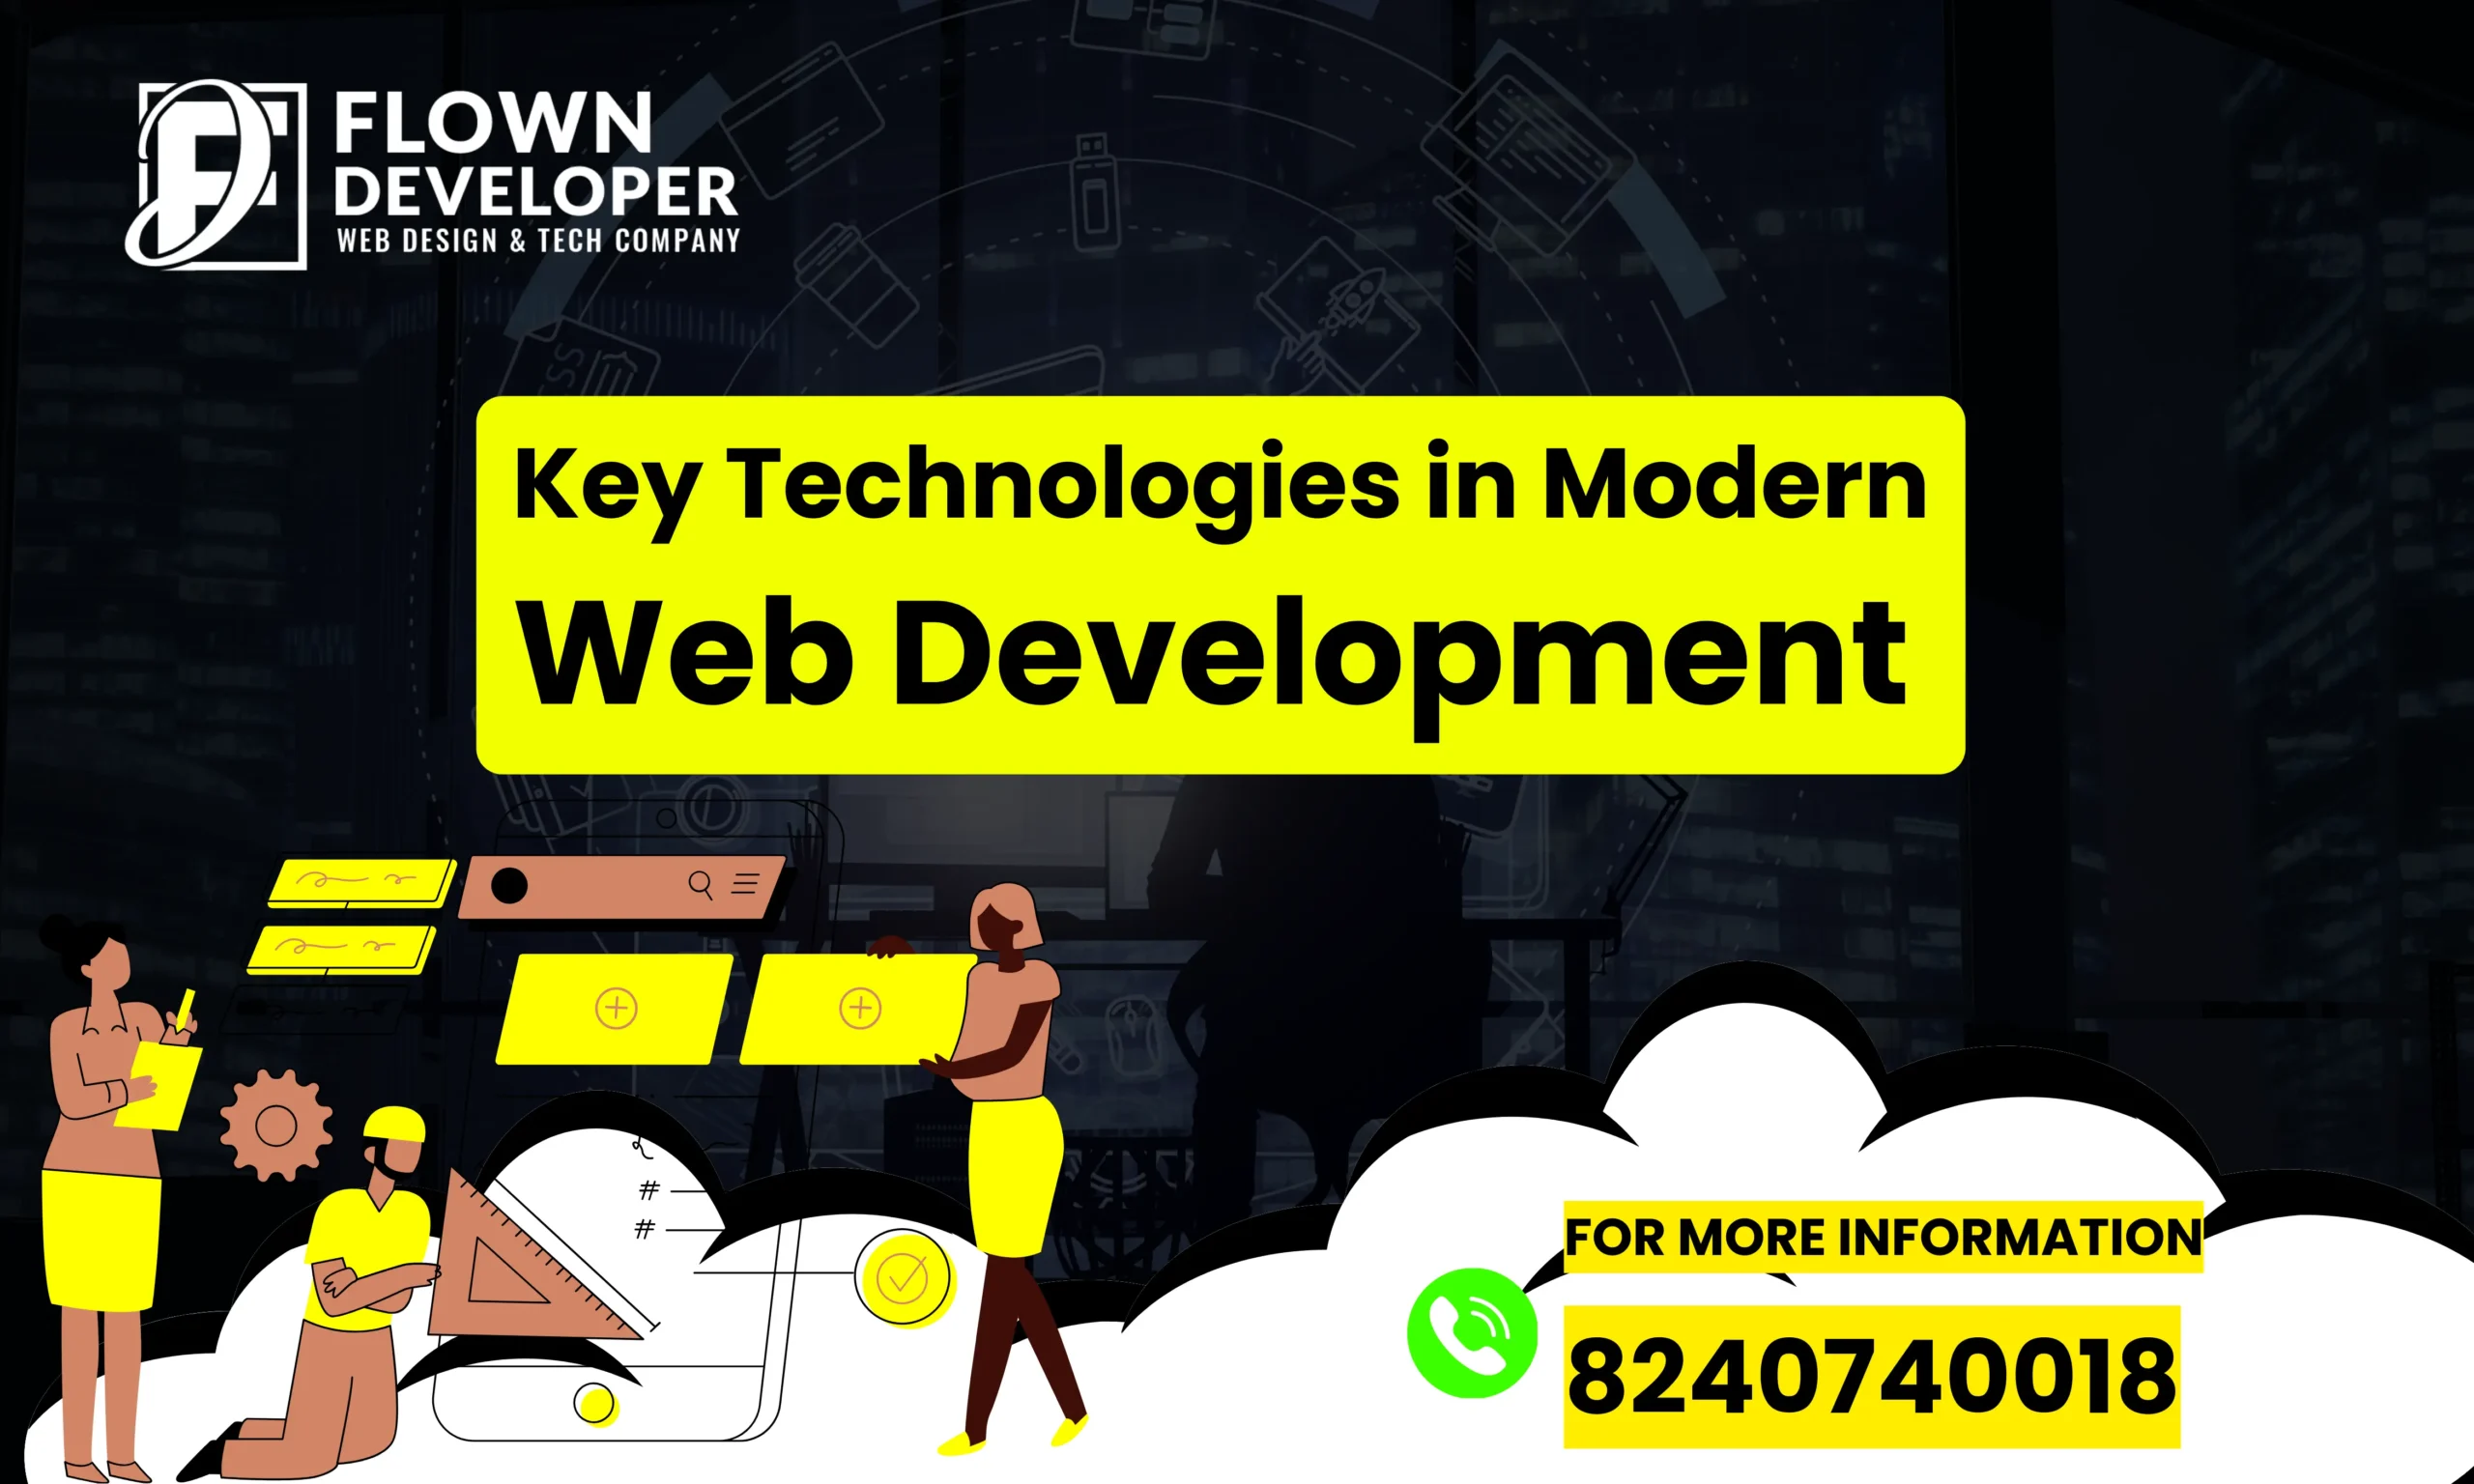 FLOWN
DEVELOPER
WEB DESIGN & TECH COMPANY
Key Technologies in Modern
Web Development
#
#
FOR MORE INFORMATION
8240740018